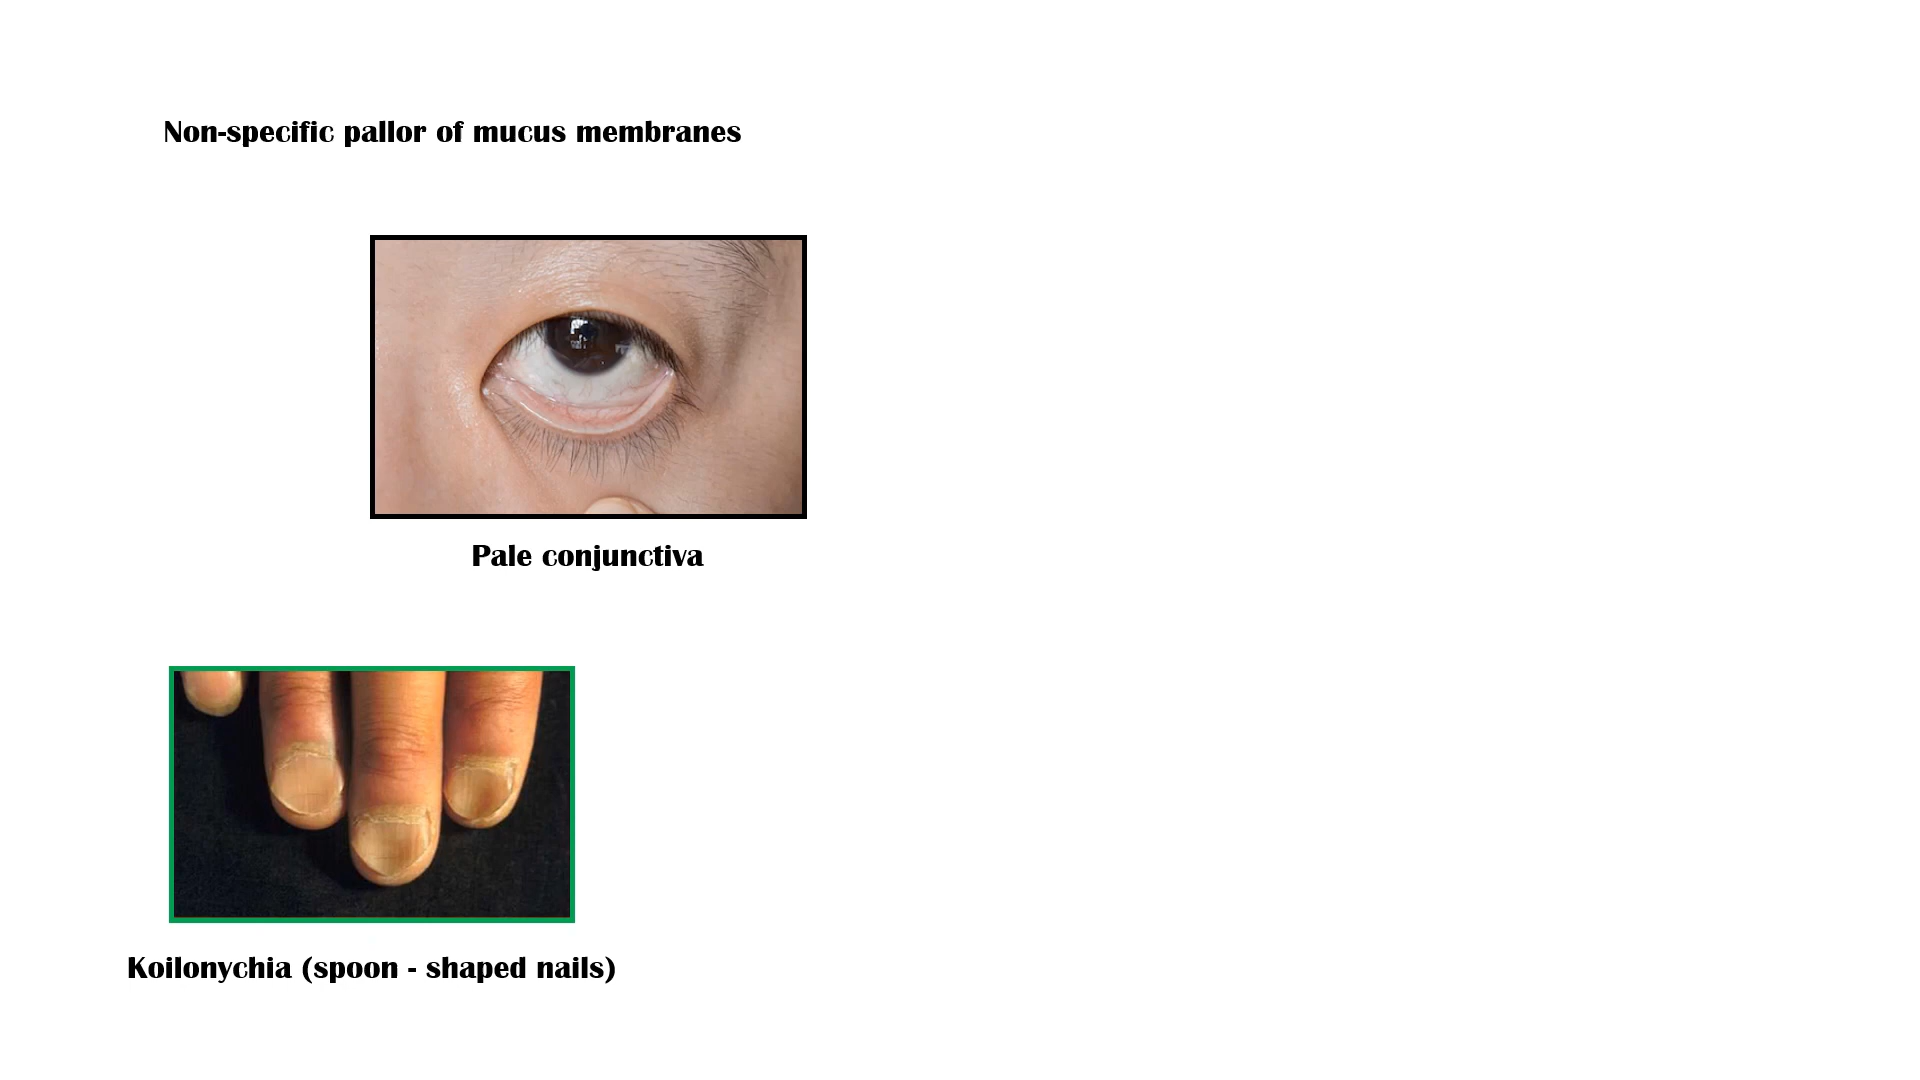 Non-specific pallor of mucus membranes
Pale conjunctiva
Koilonychia (spoon - shaped nails)